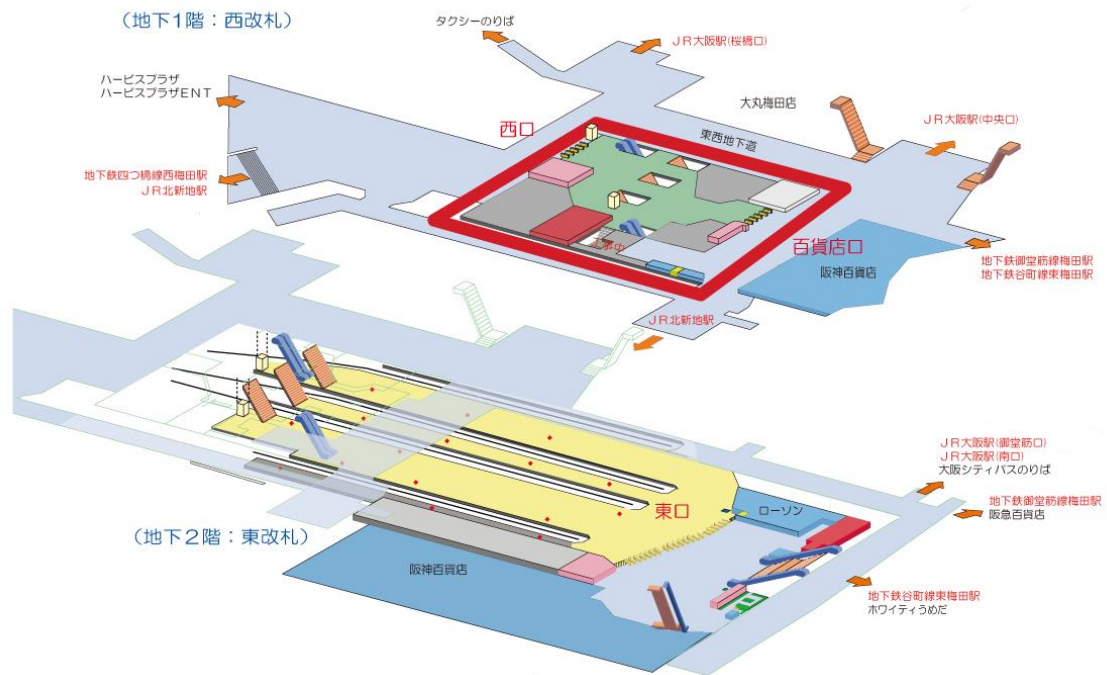 (地下1階:西改札)
タクシーのりば
JR大阪駅(桜橋口)
ハービスプラザ
ハービスプラザENT
大丸梅田店
JR大阪駅(中央口)
西口
東西地下道
地下鉄四つ橋線西梅田駅
JR北新地駅
工事中
百貨店口
阪神百貨店
地下鉄御堂筋線梅田駅
地下鉄谷町線東梅田駅
JR北新地駅
JR大阪駅(御堂筋口)
JR大阪駅(南口)
大阪シティバスのりば
地下鉄御堂筋線梅田駅
阪急百貨店
東口
ローソン
(地下2階:東改札)
阪神百貨店
地下鉄谷町線東梅田駅
ホワイティうめだ